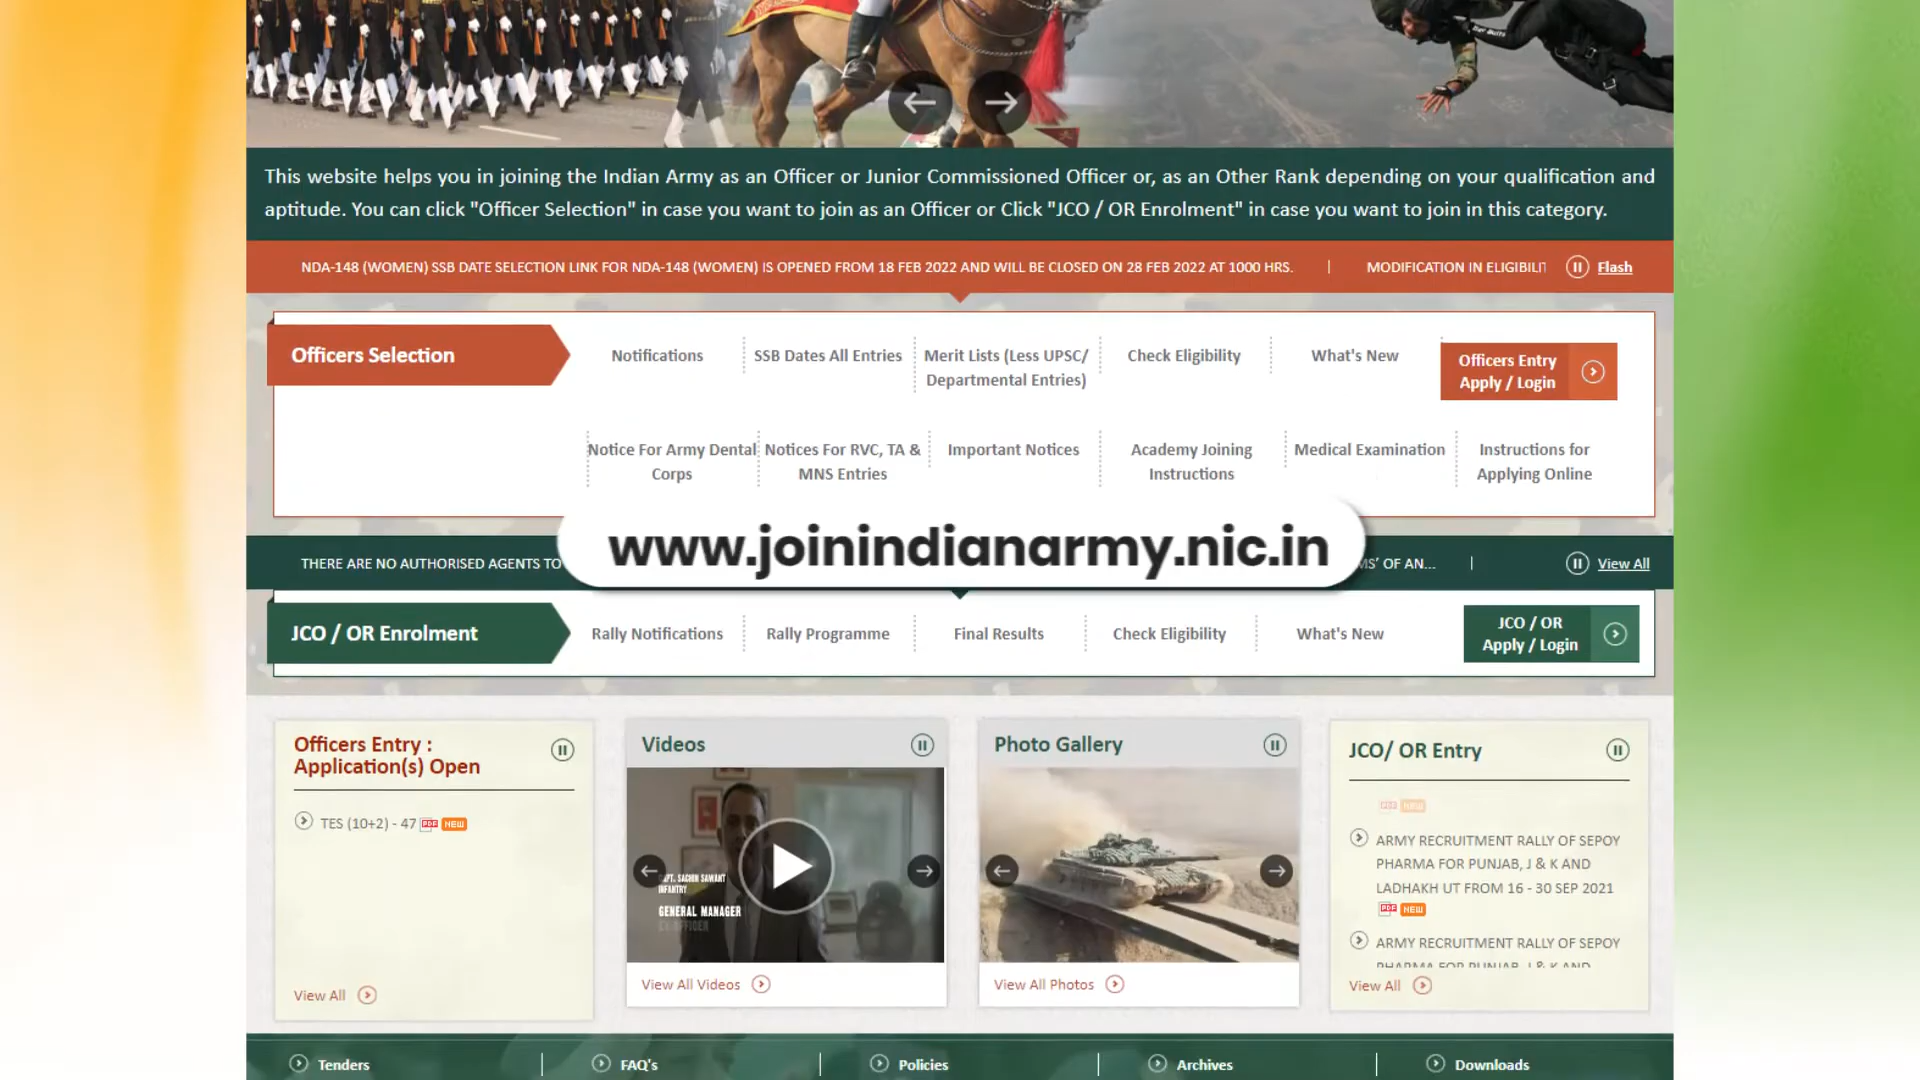 This website helps you in joining the Indian Army as an Officer or Junior Commissioned Officer or, as an Other Rank depending on your qualification and
aptitude. You can click "Officer Selection" in case you want to join as an Officer or Click "JCO / OR Enrolment" in case you want to join in this category.
NDA-148 (WOMEN) SSB DATE SELECTION LINK FOR NDA-148 (WOMEN) IS OPENED FROM 18 FEB 2022 AND WILL BE CLOSED ON 28 FEB 2022 AT 1000 HRS. | MODIFICATION IN Flash
Officers Selection
Notifications
SSB Dates All Entries
Merit Lists (Less UPSC/
Departmental Entries)
Check Eligibility
What's New
Officers Entry
Apply / Login
Notice For Army Dental
Corps
Notices For RVC, TA &
MNS Entries
Important Notices
Academy Joining
Instructions
Medical Examination
Instructions for
Applying Online
www.joinindianarmy.nic.in
THERE ARE NO AUTHORISED AGENTS TO OF AN... | View All
JCO / OR Enrolment
Rally Notifications
Rally Programme
Final Results
Check Eligibility
What's New
JCO / OR
Apply / Login
Officers Entry :
Application(s) Open
TES (10+2) - 47 PDF NEW
View All
Videos
SACHIN SAWANT
INFANTRY
GENERAL MANAGER
View All Videos
Photo Gallery
View All Photos
JCO/ OR Entry
PDF NEW
ARMY RECRUITMENT RALLY OF SEPOY
PHARMA FOR PUNJAB, J & K AND
LADHAKH UT FROM 16 - 30 SEP 2021
PDF NEW
ARMY RECRUITMENT RALLY OF SEPOY
PHARMA FOR PUNJAB, J & K AND
View All
Tenders
FAQ's
Policies
Archives
Downloads